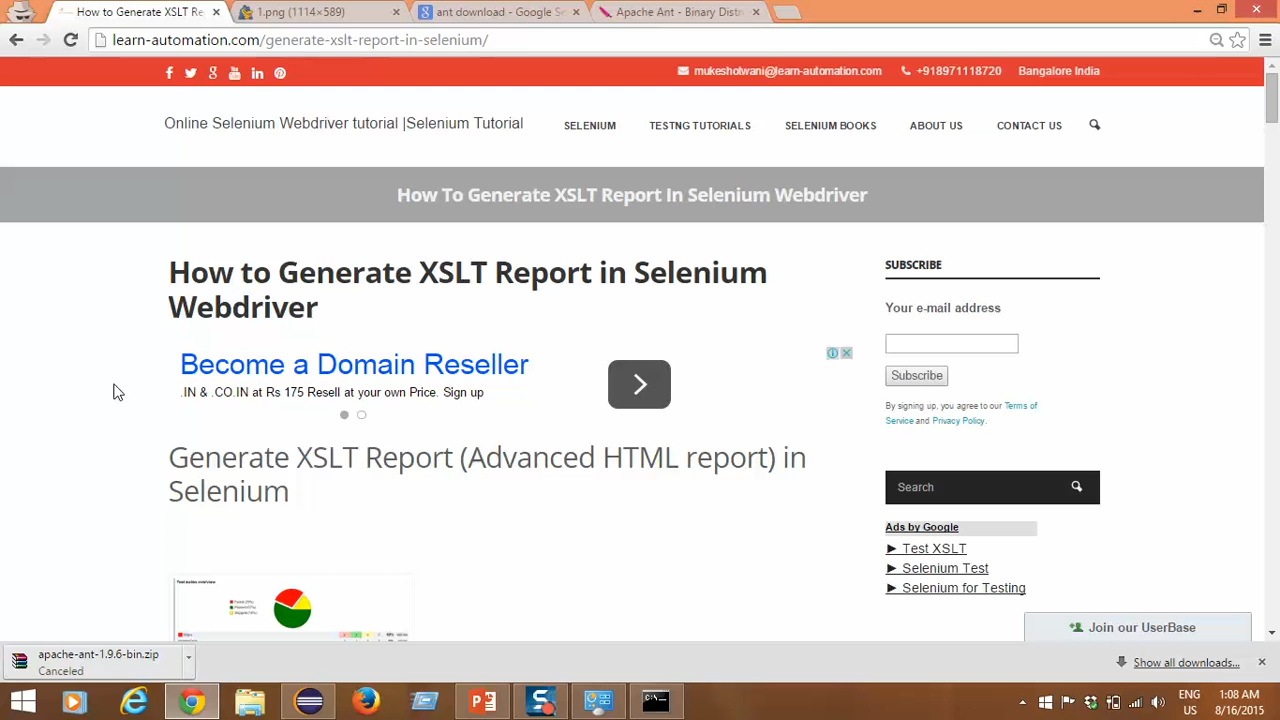 How to Generate XSLT Re
1.png (1114×589)
ant download - Google Se
Apache Ant - Binary Distri
learn-automation.com/generate-xslt-report-in-selenium/
mukeshotwani@learn-automation.com
+918971118720
Bangalore India
Online Selenium Webdriver tutorial |Selenium Tutorial
SELENIUM
TESTNG TUTORIALS
SELENIUM BOOKS
ABOUT US
CONTACT US
How To Generate XSLT Report In Selenium Webdriver
How to Generate XSLT Report in Selenium
Webdriver
SUBSCRIBE
Your e-mail address
Become a Domain Reseller
.IN & .CO.IN at Rs 175 Resell at your own Price. Sign up
Subscribe
By signing up, you agree to our Terms of
Service and Privacy Policy.
Generate XSLT Report (Advanced HTML report) in
Selenium
Search
Ads by Google
► Test XSLT
► Selenium Test
► Selenium for Testing
Test suites overview
Join our UserBase
apache-ant-1.9.6-bin.zip
Canceled
Show all downloads...
ENG
US
1:08 AM
8/16/2015